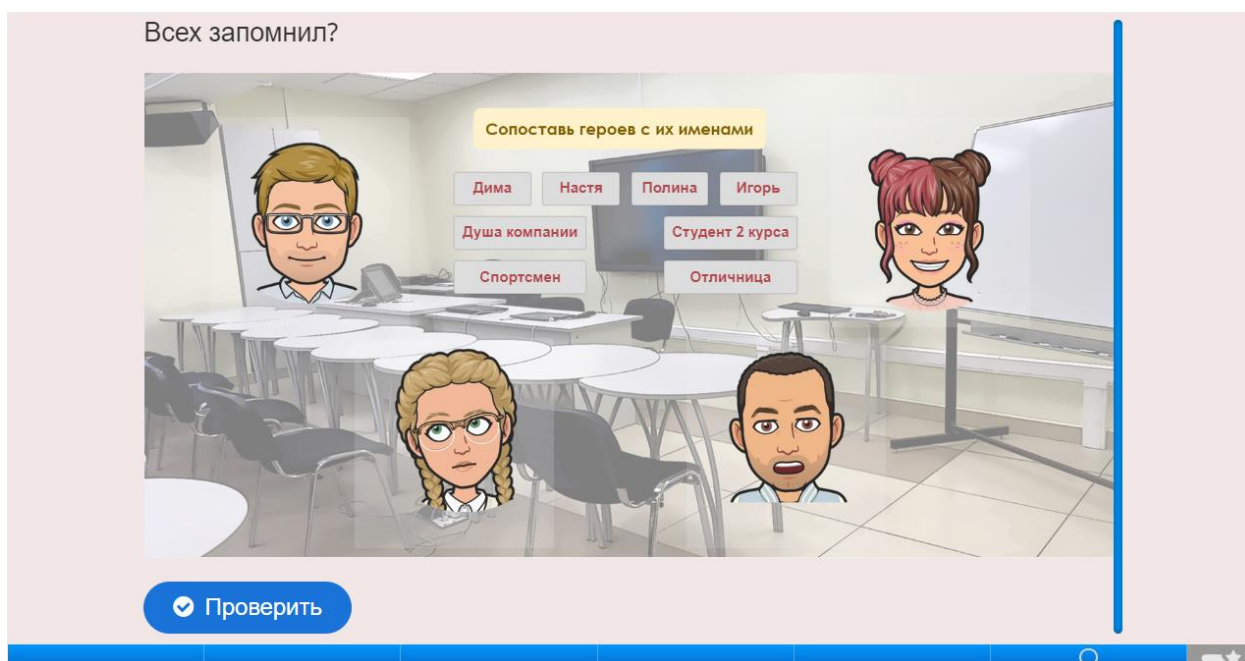 Всех запомнил?
Сопоставь героев с их именами
Дима Настя Полина Игорь
Душа компании Студент 2 курса
Спортсмен Отличница
Проверить